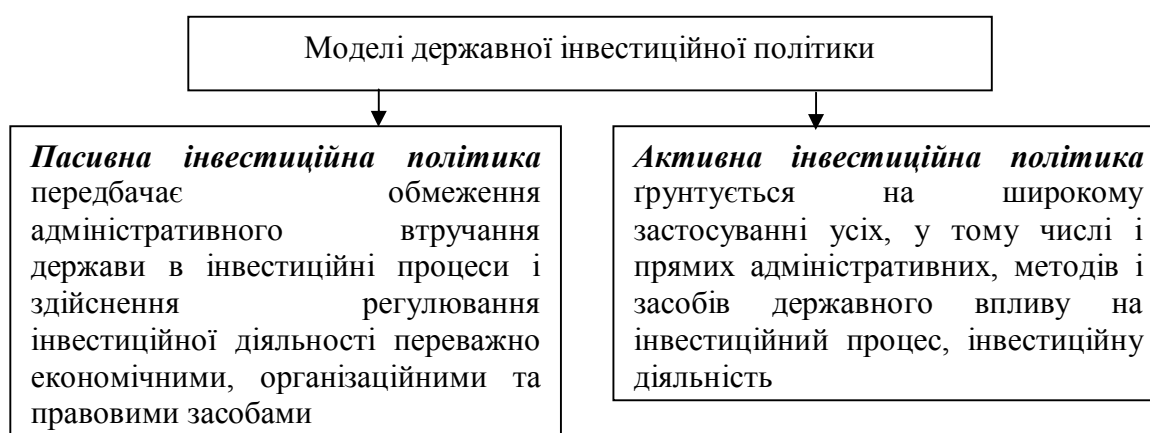 Моделі державної інвестиційної політики
Пасивна інвестиційна політика
передбачає обмеження
адміністративного втручання
держави в інвестиційні процеси і
здійснення регулювання
інвестиційної діяльності переважно
економічними, організаційними та
правовими засобами
Активна інвестиційна політика
ґрунтується на широкому
застосуванні усіх, у тому числі і
прямих адміністративних, методів і
засобів державного впливу на
інвестиційний процес, інвестиційну
діяльність